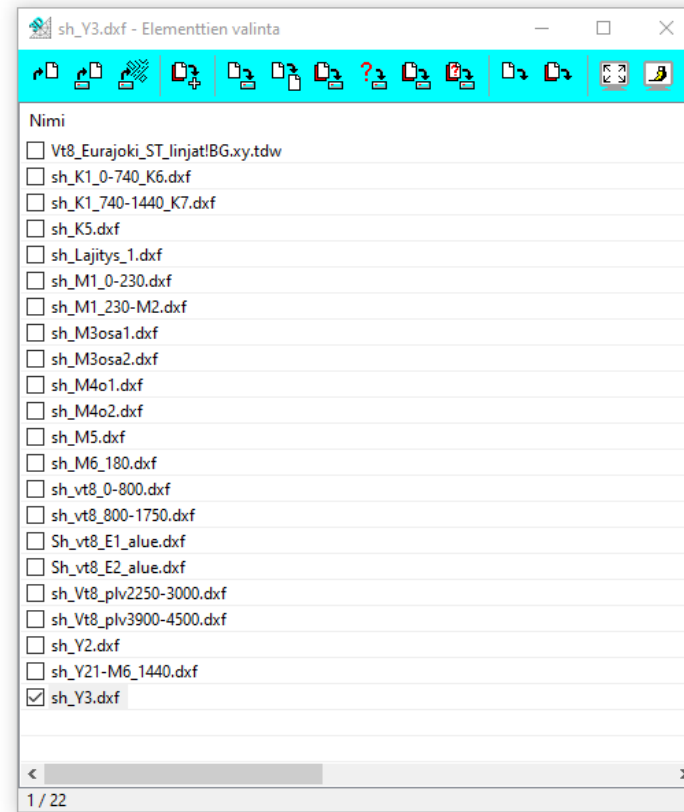 sh_Y3.dxf - Elementtien valinta
Nimi
Vt8_Eurajoki_ST_linjat!BG.xy.tdw
sh_K1_0-740_K6.dxf
sh_K1_740-1440_K7.dxf
sh_K5.dxf
sh_Lajitys_1.dxf
sh_M1_0-230.dxf
sh_M1_230-M2.dxf
sh_M3osa1.dxf
sh_M3osa2.dxf
sh_M4o1.dxf
sh_M4o2.dxf
sh_M5.dxf
sh_M6_180.dxf
sh_vt8_0-800.dxf
sh_vt8_800-1750.dxf
Sh_vt8_E1_alue.dxf
Sh_vt8_E2_alue.dxf
sh_Vt8_plv2250-3000.dxf
sh_Vt8_plv3900-4500.dxf
sh_Y2.dxf
sh_Y21-M6_1440.dxf
sh_Y3.dxf
1 / 22